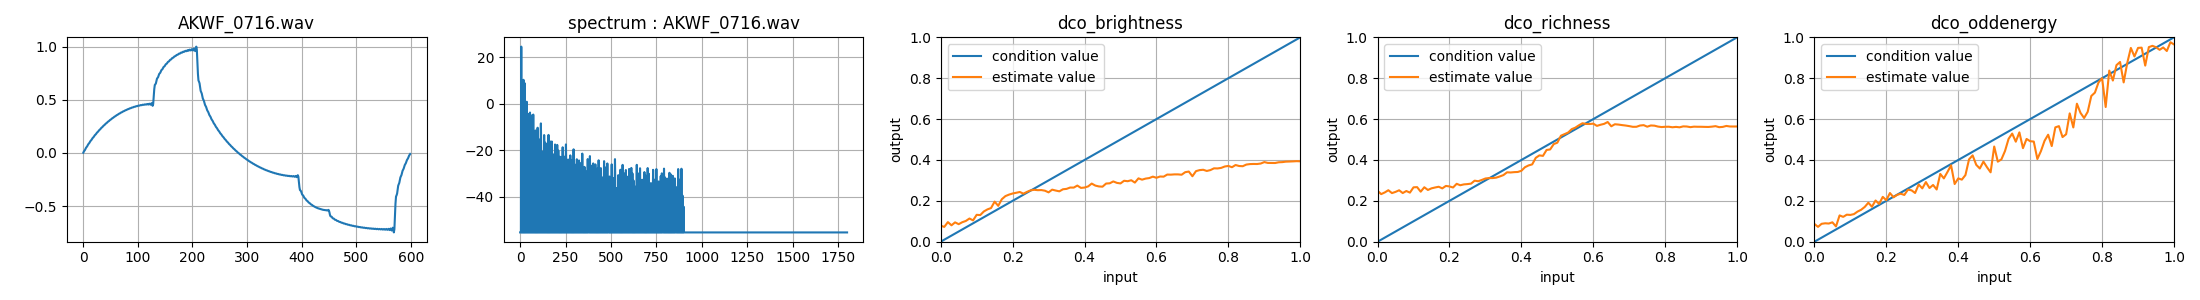 AKWF_0716.wav
1.0
0.5
0.0
−0.5
0 100 200 300 400 500 600
spectrum : AKWF_0716.wav
20
0
−20
−40
0 250 500 750 1000 1250 1500 1750
dco_brightness
condition value
estimate value
output
1.0
0.8
0.6
0.4
0.2
0.0
0.0 0.2 0.4 0.6 0.8 1.0
input
dco_richness
condition value
estimate value
output
1.0
0.8
0.6
0.4
0.2
0.0
0.0 0.2 0.4 0.6 0.8 1.0
input
dco_oddenergy
condition value
estimate value
output
1.0
0.8
0.6
0.4
0.2
0.0
0.0 0.2 0.4 0.6 0.8 1.0
input